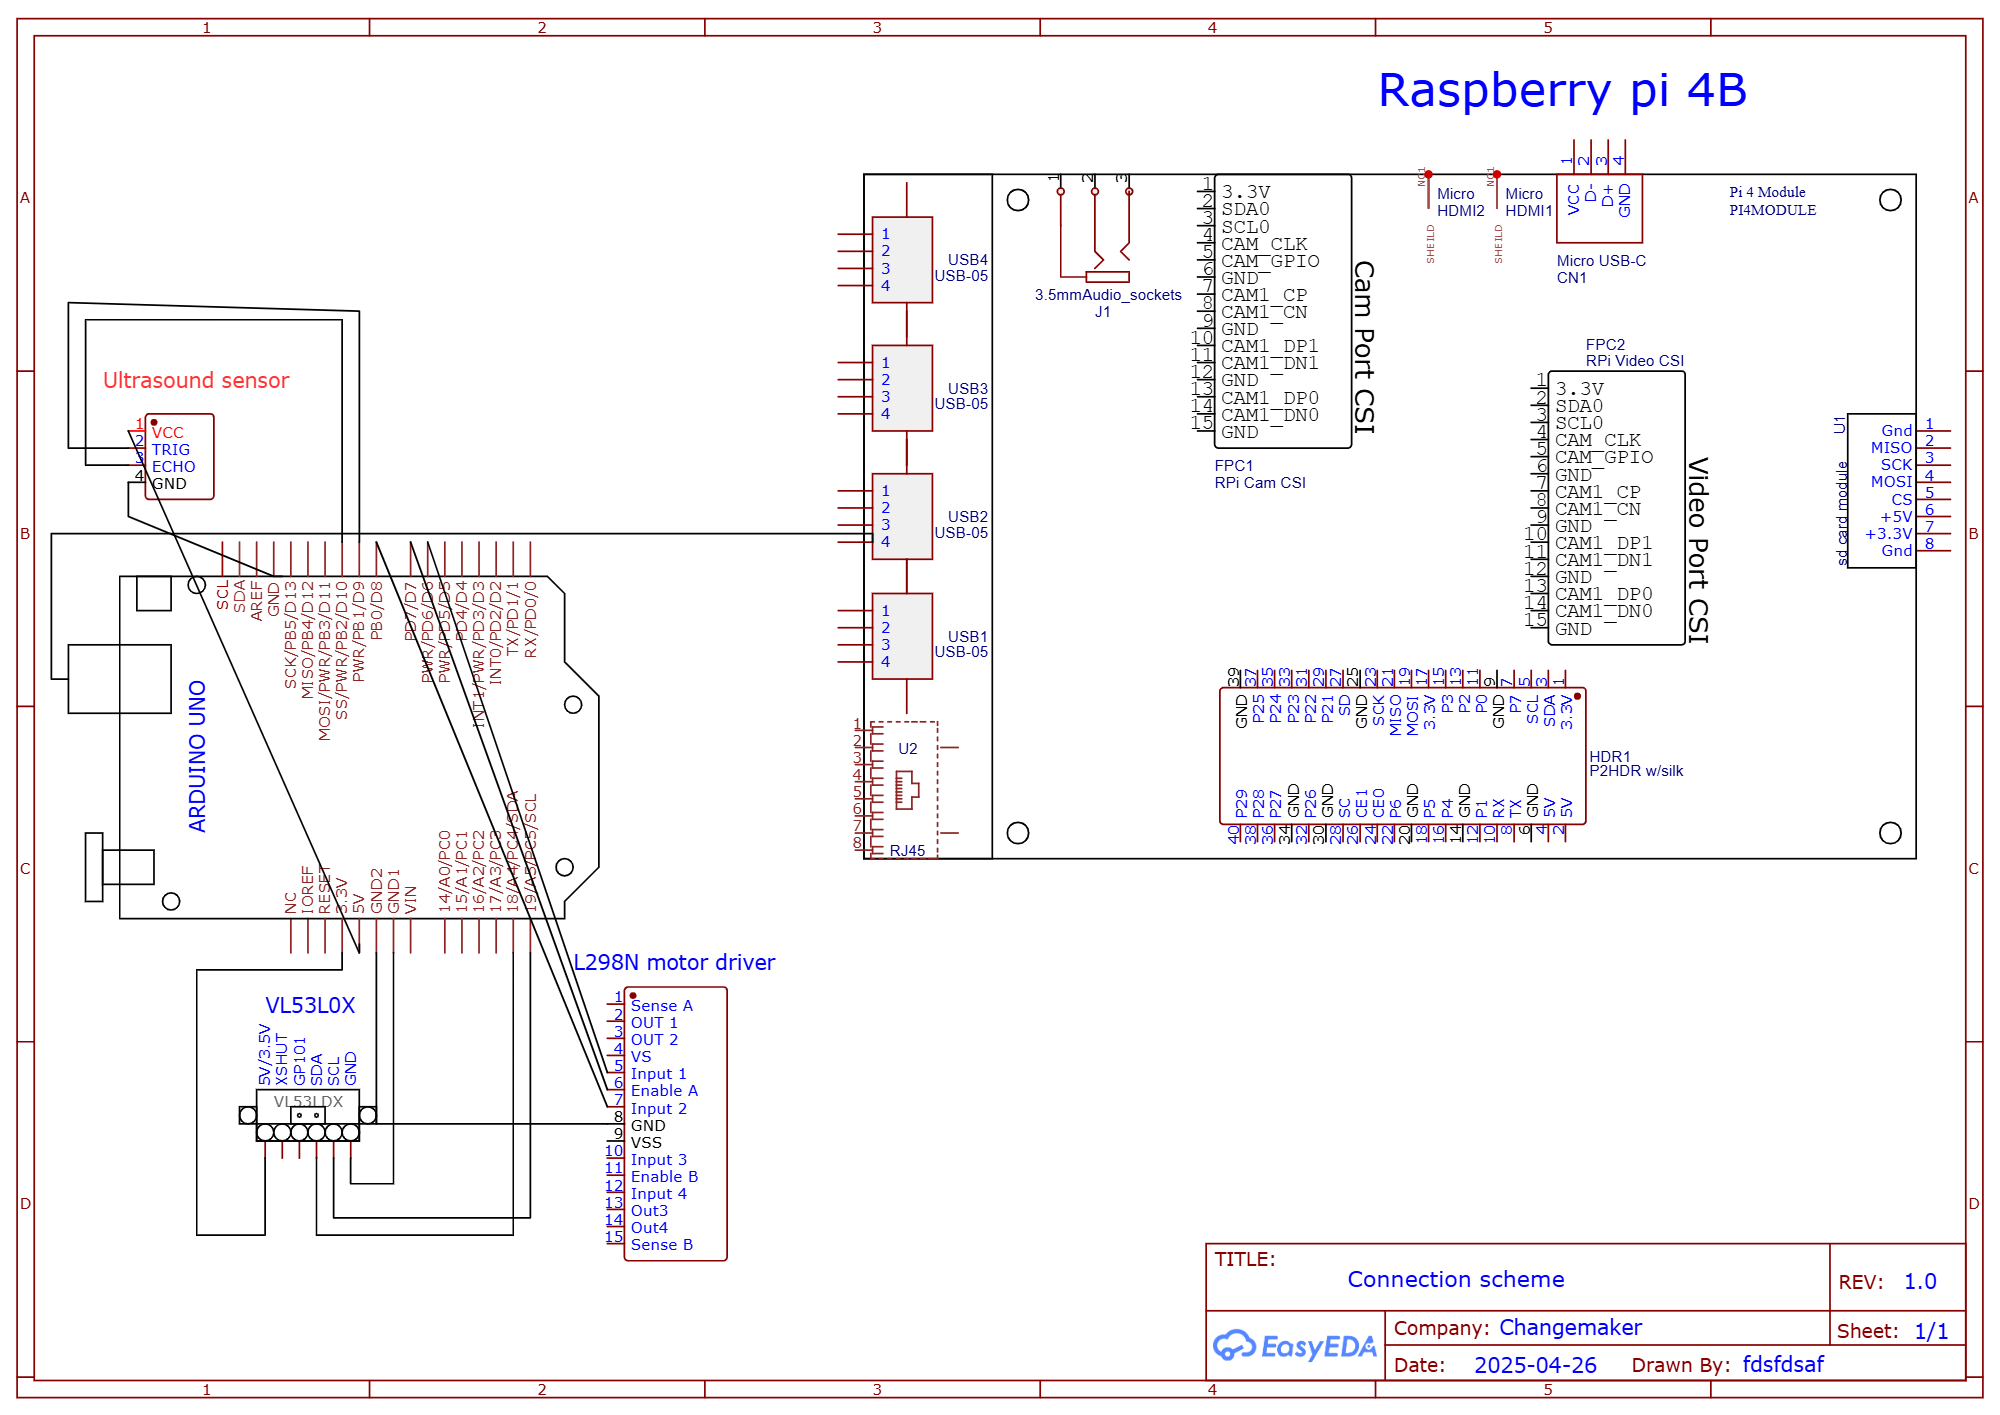 1 2 3 4 5
A
B
C
D
A
B
C
D
1 2 3 4 5
Raspberry pi 4B
Pi 4 Module
PI4MODULE
1 2 3
3.5mmAudio_sockets
J1
NC1
Micro
HDMI2
SHEILD
NC1
Micro
HDMI1
SHEILD
1 2 3 4
VCC
D-
D+
GND
Micro USB-C
CN1
1 3.3V
2 SDA0
3 SCL0
4 CAM_CLK
5 CAM_GPIO
6 GND
7 CAM1_CP
8 CAM1_CN
9 GND
10 CAM1_DP1
11 CAM1_DN1
12 GND
13 CAM1_DP0
14 CAM1_DN0
15 GND
Cam Port CSI
FPC1
RPi Cam CSI
FPC2
RPi Video CSI
1 3.3V
2 SDA0
3 SCL0
4 CAM_CLK
5 CAM_GPIO
6 GND
7 CAM1_CP
8 CAM1_CN
9 GND
10 CAM1_DP1
11 CAM1_DN1
12 GND
13 CAM1_DP0
14 CAM1_DN0
15 GND
Video Port CSI
U1
sd card module
Gnd 1
MISO 2
SCK 3
MOSI 4
CS 5
+5V 6
+3.3V 7
Gnd 8
1
2
3
4
USB4
USB-05
1
2
3
4
USB3
USB-05
1
2
3
4
USB2
USB-05
1
2
3
4
USB1
USB-05
1
2
3
4
5
6
7
8
U2
RJ45
39 37 35 33 31 29 27 25 23 21 19 17 15 13 11 9 7 5 3 1
GND P25 P24 P23 P22 P21 SD GND SCK MISO MOSI 3.3V P3 P2 P0 GND P7 SCL SDA 3.3V
P29 P28 P27 GND P26 GND SC CE1 CE0 P6 GND P5 P4 GND P1 RX TX GND 5V 5V
40 38 36 34 32 30 28 26 24 22 20 18 16 14 12 10 8 6 4 2
HDR1
P2HDR w/silk
Ultrasound sensor
1 VCC
2 TRIG
3 ECHO
4 GND
ARDUINO UNO
SCL
SDA
AREF
GND
SCK/PB5/D13
MISO/PB4/D12
MOSI/PWR/PB3/D11
SS/PWR/PB2/D10
PWR/PB1/D9
PB0/D8
PD7/D7
PWR/PD6/D6
PWR/PD5/D5
PD4/D4
INT1/PWR/PD3/D3
INT0/PD2/D2
TX/PD1/1
RX/PD0/0
NC
IOREF
RESET
3.3V
5V
GND2
GND1
VIN
14/A0/PC0
15/A1/PC1
16/A2/PC2
17/A3/PC3
18/A4/PC4/SDA
19/A5/PC5/SCL
VL53L0X
5V/3.5V
XSHUT
GP101
SDA
SCL
GND
VL53LDX
L298N motor driver
1 Sense A
2 OUT 1
3 OUT 2
4 VS
5 Input 1
6 Enable A
7 Input 2
8 GND
9 VSS
10 Input 3
11 Enable B
12 Input 4
13 Out3
14 Out4
15 Sense B
TITLE:
Connection scheme
REV: 1.0
EasyEDA
Company: Changemaker
Sheet: 1/1
Date: 2025-04-26 Drawn By: fdsfdsaf